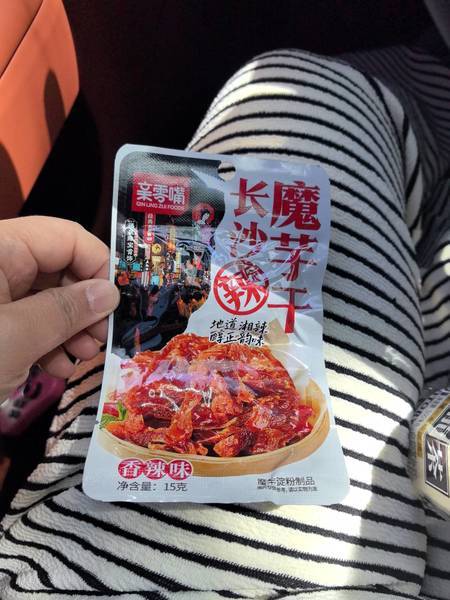 亲零嘴
QIN LING ZUI FOODS
魔芋干
长沙
地道湘辣
醇正韵味
香辣味
净含量：15克
魔芋淀粉制品
茶